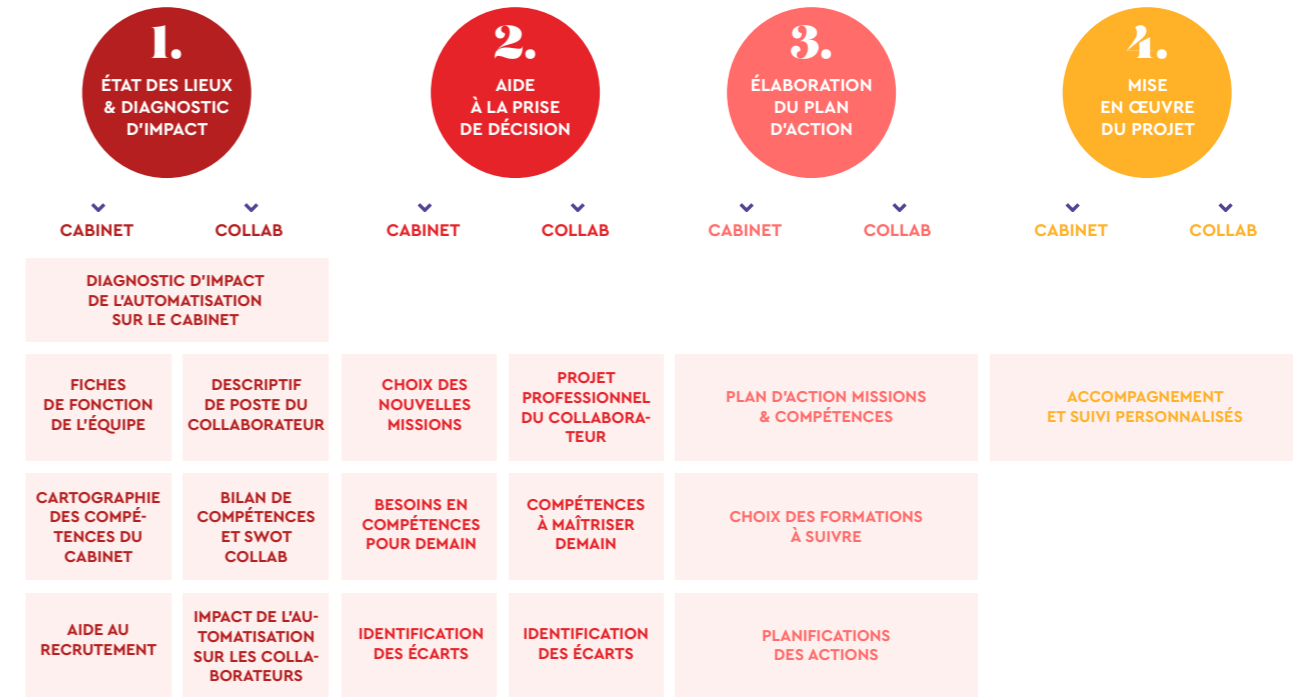 1.
ÉTAT DES LIEUX
& DIAGNOSTIC
D'IMPACT
2.
AIDE
À LA PRISE
DE DÉCISION
3.
ÉLABORATION
DU PLAN
D'ACTION
4.
MISE
EN ŒUVRE
DU PROJET
CABINET
COLLAB
CABINET
COLLAB
CABINET
COLLAB
CABINET
COLLAB
DIAGNOSTIC D'IMPACT
DE L'AUTOMATISATION
SUR LE CABINET
FICHES
DE FONCTION
DE L'ÉQUIPE
DESCRIPTIF
DE POSTE DU
COLLABORATEUR
CHOIX DES
NOUVELLES
MISSIONS
PROJET
PROFESSIONNEL
DU COLLABORA-
TEUR
PLAN D'ACTION MISSIONS
& COMPÉTENCES
ACCOMPAGNEMENT
ET SUIVI PERSONNALISÉS
CARTOGRAPHIE
DES COMPÉ-
TENCES DU
CABINET
BILAN DE
COMPÉTENCES
ET SWOT
COLLAB
BESOINS EN
COMPÉTENCES
POUR DEMAIN
COMPÉTENCES
À MAÎTRISER
DEMAIN
CHOIX DES FORMATIONS
À SUIVRE
AIDE AU
RECRUTEMENT
IMPACT DE L'AU-
TOMATISATION
SUR LES COLLA-
BORATEURS
IDENTIFICATION
DES ÉCARTS
IDENTIFICATION
DES ÉCARTS
PLANIFICATIONS
DES ACTIONS